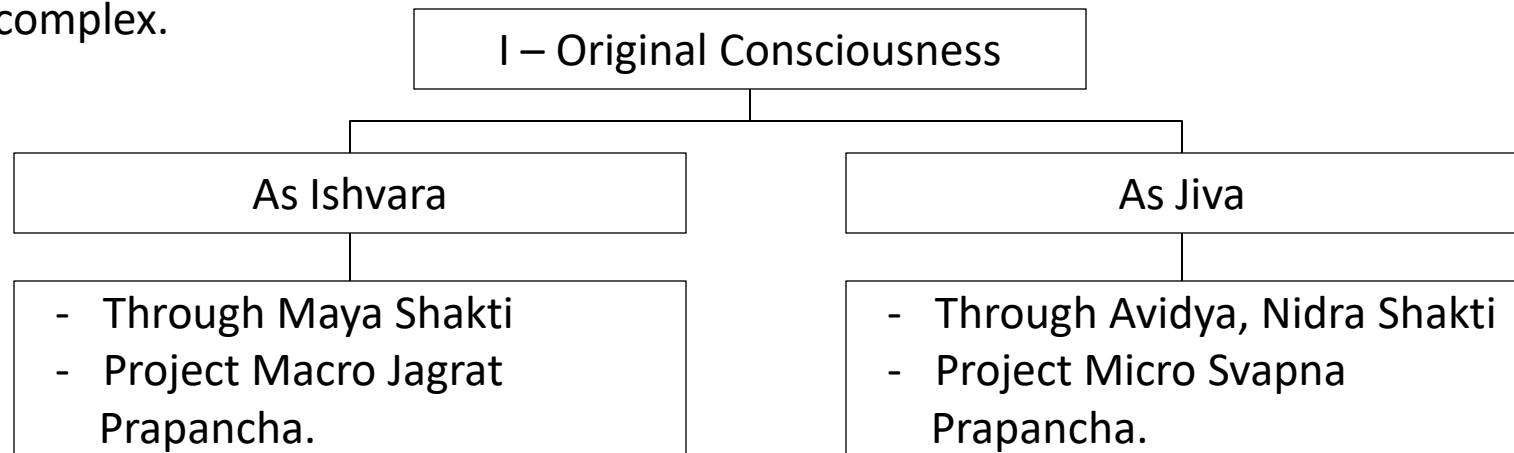 complex.
I – Original Consciousness
As Ishvara
As Jiva
- Through Maya Shakti
- Project Macro Jagrat
Prapancha.
- Through Avidya, Nidra Shakti
- Project Micro Svapna
Prapancha.